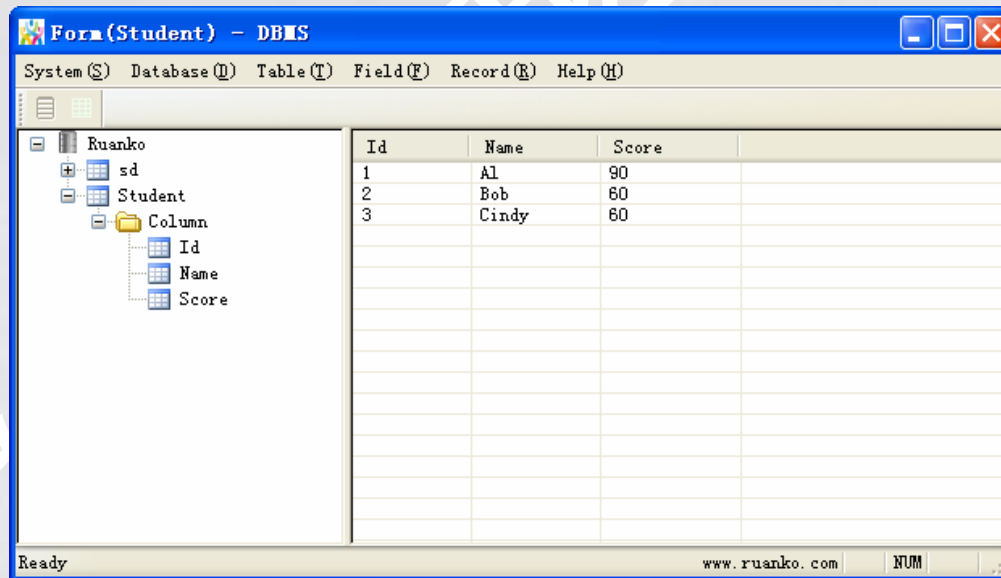 Form(Student) - DBMS
System(S) Database(D) Table(T) Field(F) Record(R) Help(H)
Ruanko
sd
Student
Column
Id
Name
Score
Id Name Score
1 Al 90
2 Bob 60
3 Cindy 60
Ready www.ruanko.com NUM